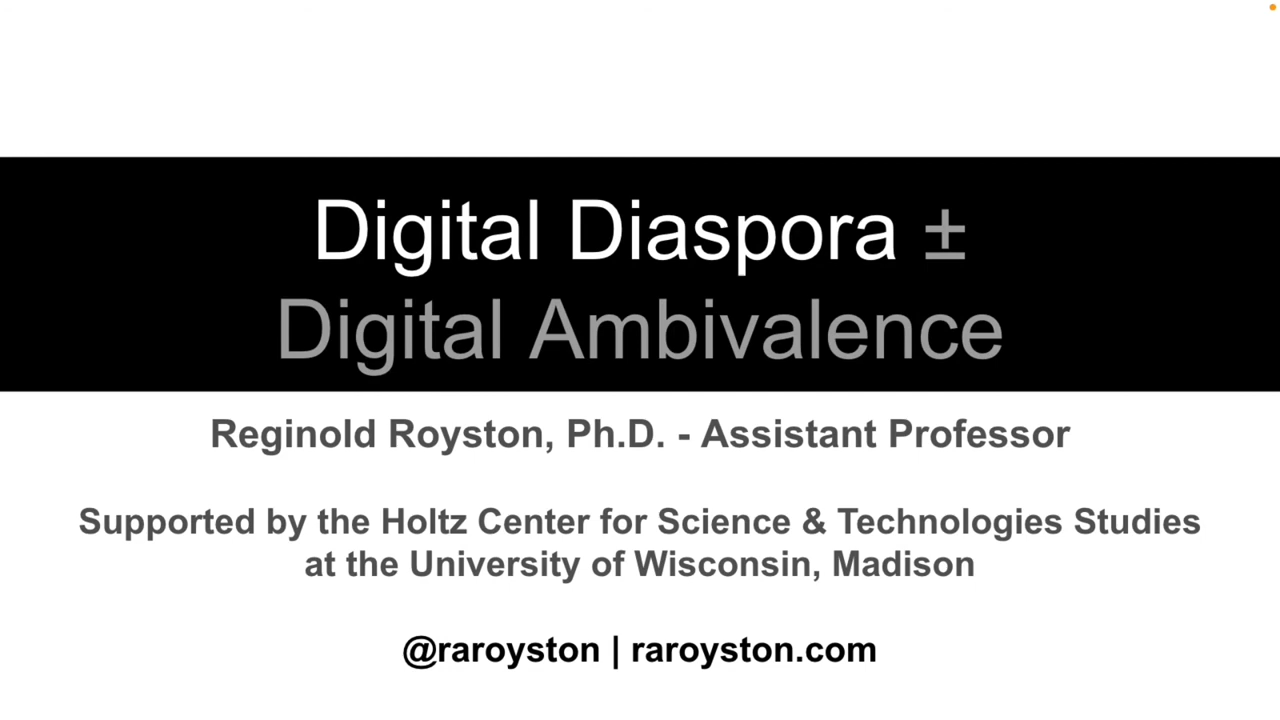 Digital Diaspora ±
Digital Ambivalence
Reginold Royston, Ph.D. - Assistant Professor
Supported by the Holtz Center for Science & Technologies Studies
at the University of Wisconsin, Madison
@raroyston | raroyston.com